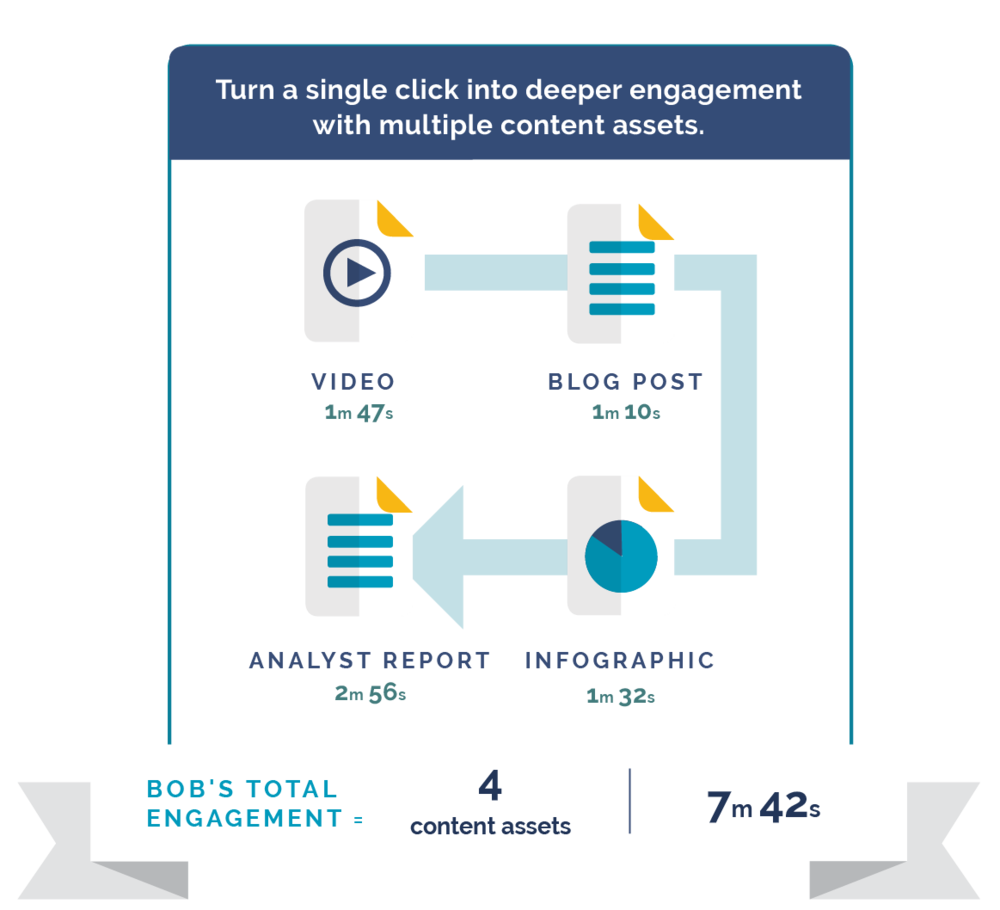 Turn a single click into deeper engagement
with multiple content assets.
VIDEO
1m 47s
BLOG POST
1m 10s
ANALYST REPORT
2m 56s
INFOGRAPHIC
1m 32s
BOB'S TOTAL
ENGAGEMENT =
4
content assets
7m 42s